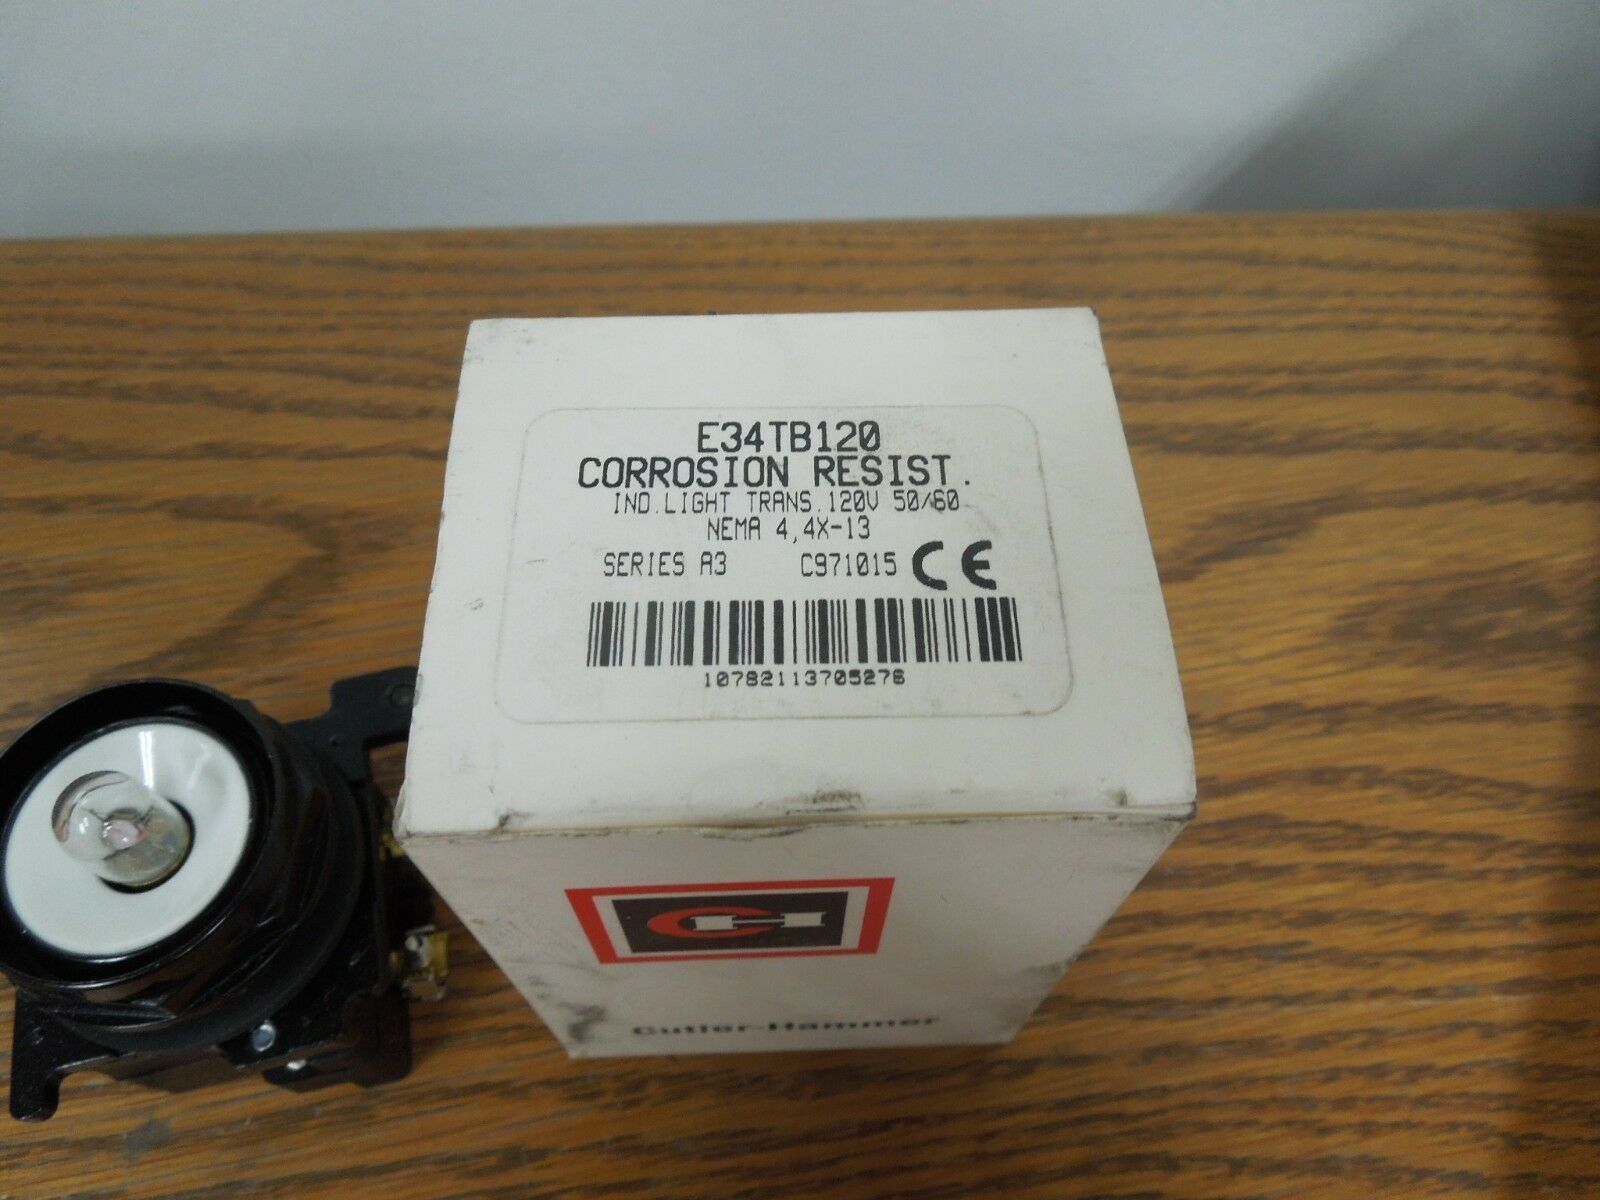 E34TB120
CORROSION RESIST.
IND.LIGHT TRANS.120V 50/60
NEMA 4,4X-13
SERIES A3 C971015 CE
10782113705276
CH
Cutler-Hammer